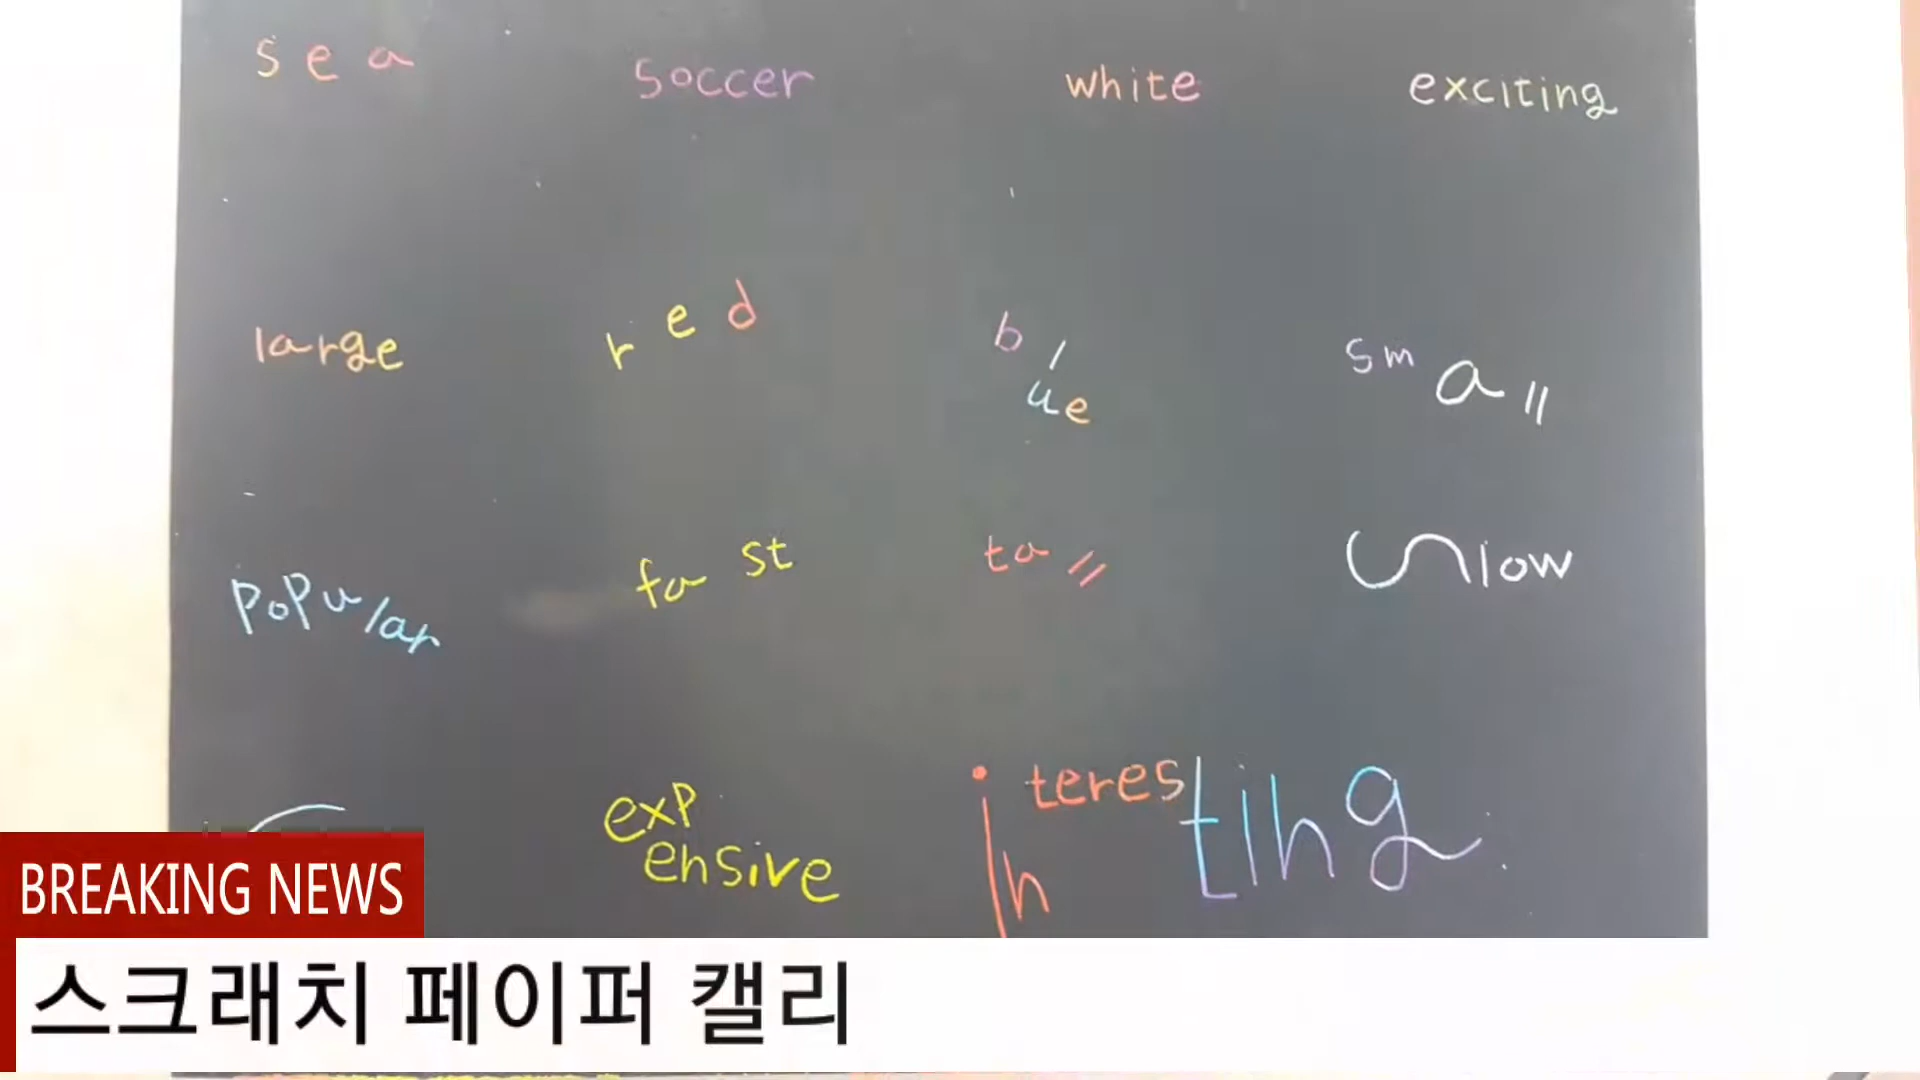 sea soccer white exciting
large red blue small
popular fast tall slow
expensive interesting
BREAKING NEWS
스크래치 페이퍼 캘리